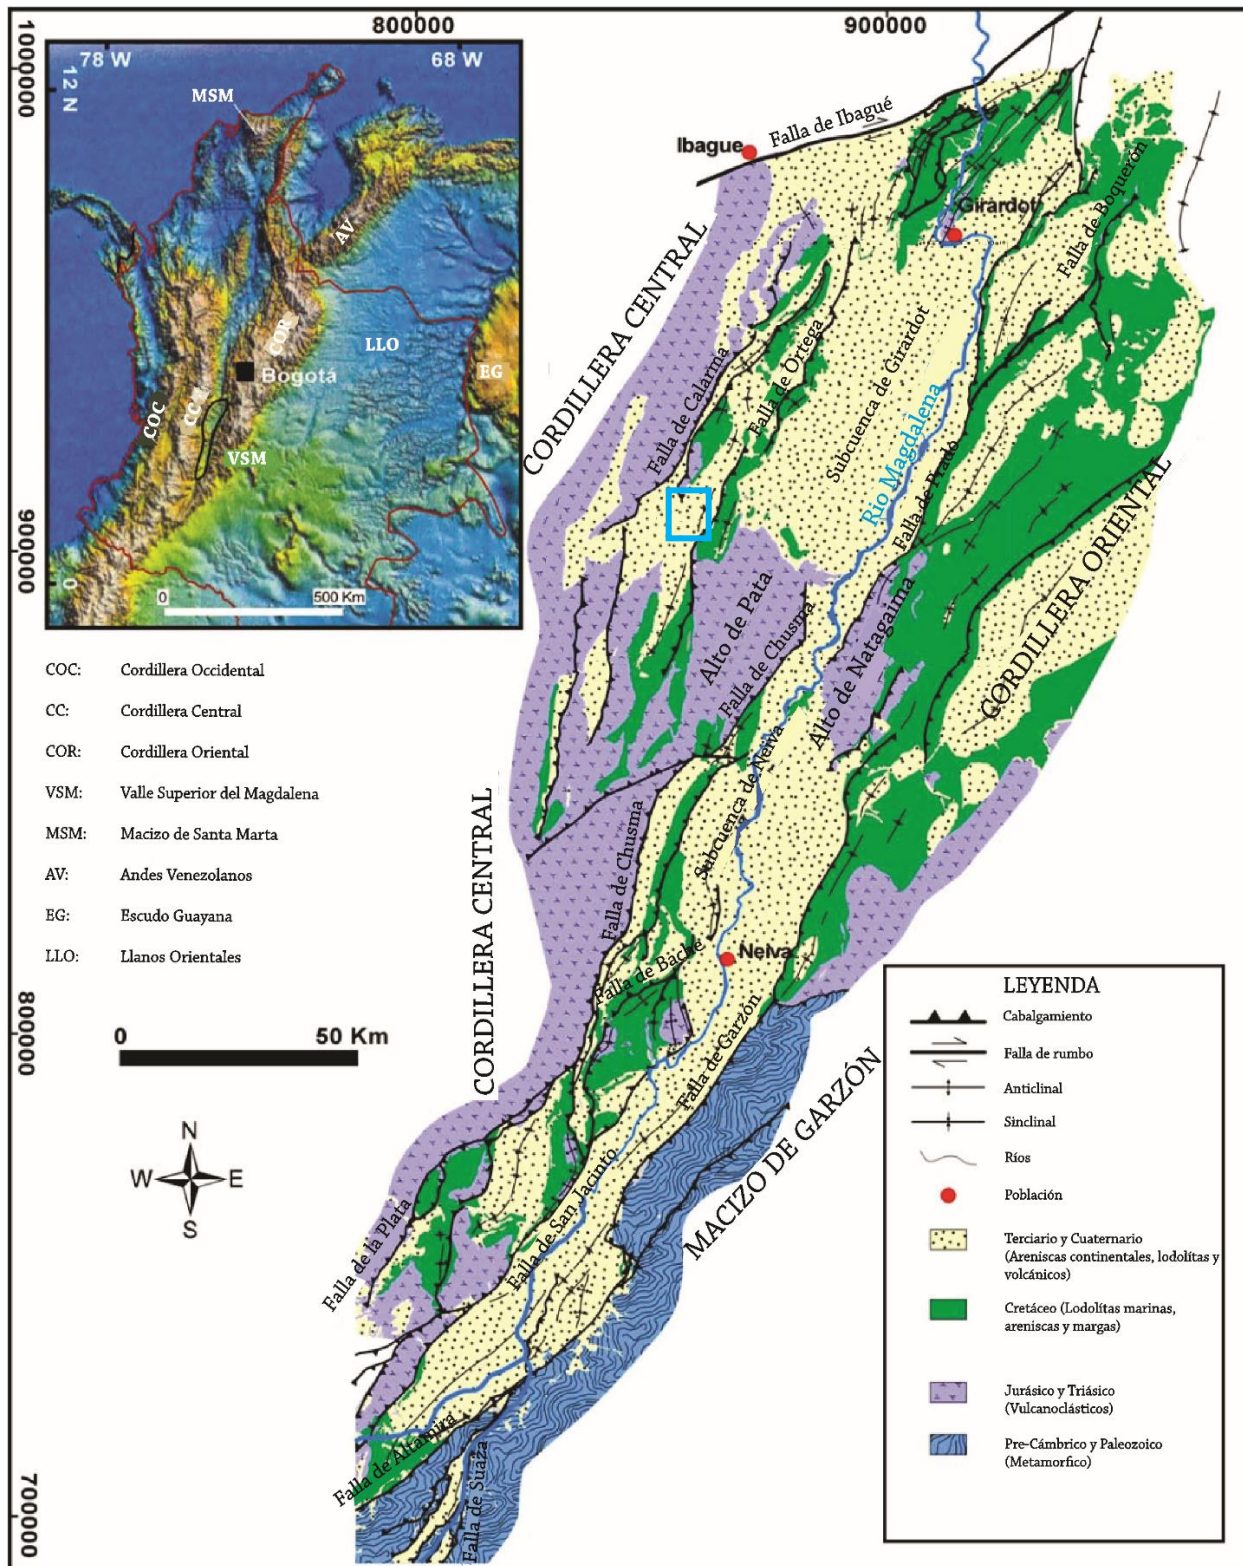 800000
900000
1000000
900000
800000
7000000
78 W
68 W
12 N
0
MSM
AV
COR
LLO
EG
COC
CC
Bogotá
VSM
0
500 Km
COC: Cordillera Occidental
CC: Cordillera Central
COR: Cordillera Oriental
VSM: Valle Superior del Magdalena
MSM: Macizo de Santa Marta
AV: Andes Venezolanos
EG: Escudo Guayana
LLO: Llanos Orientales
0
50 Km
N
W
E
S
Ibague
Falla de Ibagué
Girardot
Falla de Boquerón
CORDILLERA CENTRAL
Falla de Calarma
Falla de Ortega
Subcuenca de Girardot
Rio Magdalena
Falla de Prado
CORDILLERA ORIENTAL
Alto de Pata
Falla de Chusma
Alto de Natagaima
Subcuenca de Neiva
CORDILLERA CENTRAL
Falla de Chusma
Falla de Baché
Neiva
Falla de Garzón
MACIZO DE GARZÓN
Falla de San Jacinto
Falla de la Plata
Falla de Altamira
Falla de Suaza
LEYENDA
Cabalgamiento
Falla de rumbo
Anticlinal
Sinclinal
Ríos
Población
Terciario y Cuaternario
(Areniscas continentales, lodolítas y
volcánicos)
Cretáceo (Lodolítas marinas,
areniscas y margas)
Jurásico y Triásico
(Vulcanoclásticos)
Pre-Cámbrico y Paleozoico
(Metamorfico)